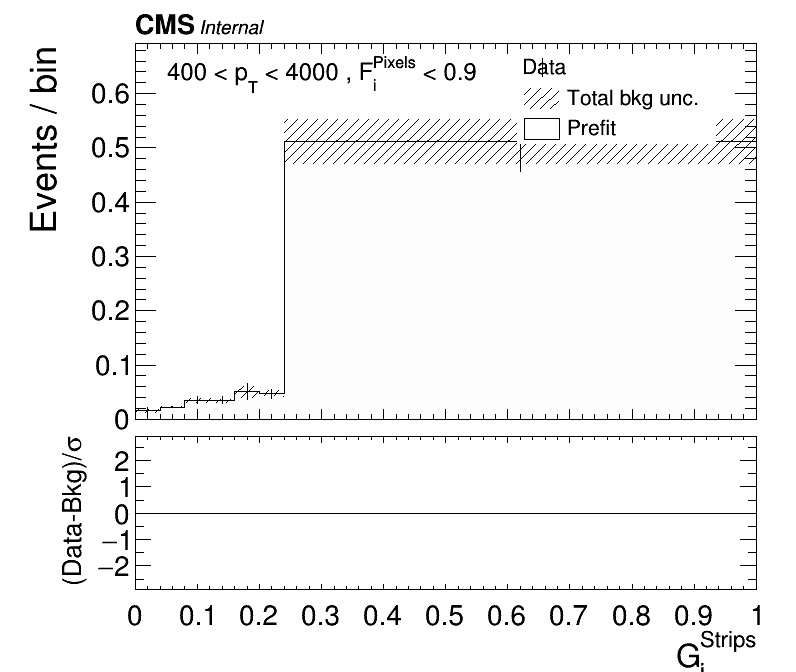 CMS Internal
400 < p_T < 4000 , F_i^Pixels < 0.9
Data
Total bkg unc.
Prefit
Events / bin
0.6
0.5
0.4
0.3
0.2
0.1
0
(Data-Bkg)/σ
2
1
0
−1
−2
0 0.1 0.2 0.3 0.4 0.5 0.6 0.7 0.8 0.9 1
G_i^Strips